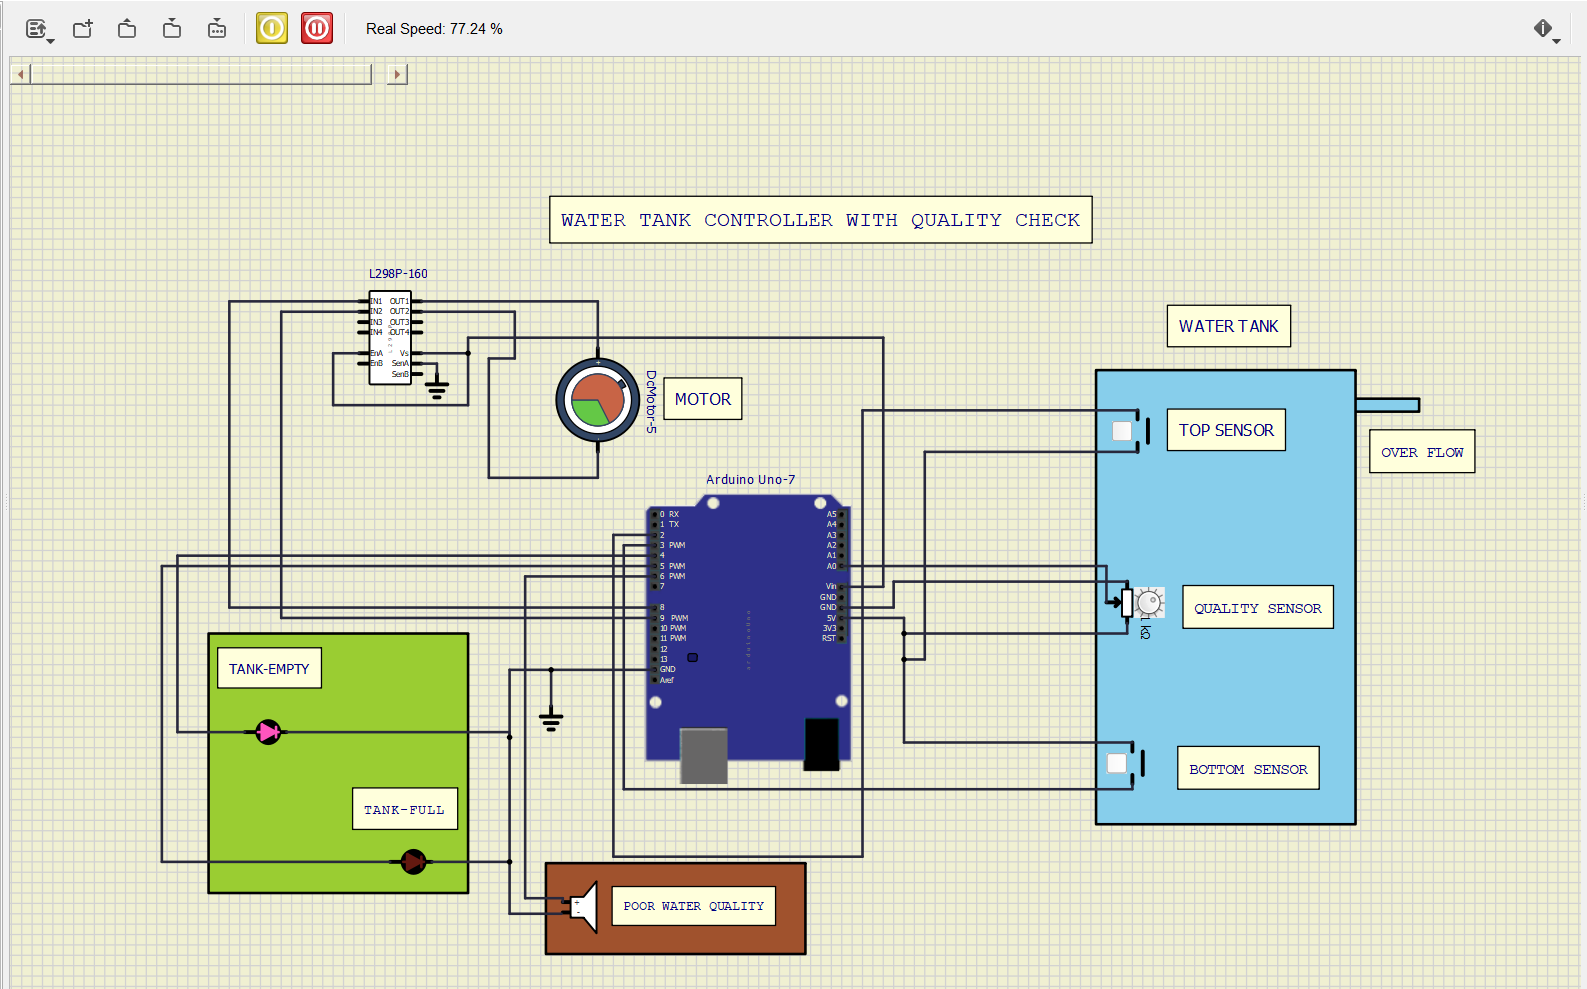 Real Speed: 77.24 %
WATER TANK CONTROLLER WITH QUALITY CHECK
L298P-160
IN1 OUT1
IN2 OUT2
IN3 OUT3
IN4 OUT4
EnA Vs
EnB SenA
SenB
DcMotor-5
MOTOR
WATER TANK
TOP SENSOR
OVER FLOW
QUALITY SENSOR
1 kΩ
BOTTOM SENSOR
Arduino Uno-7
0 RX
1 TX
2
3 PWM
4
5 PWM
6 PWM
7
8
9 PWM
10 PWM
11 PWM
12
13
GND
Aref
A5
A4
A3
A2
A1
A0
Vin
GND
GND
5V
3V3
RST
TANK-EMPTY
TANK-FULL
+
-
POOR WATER QUALITY